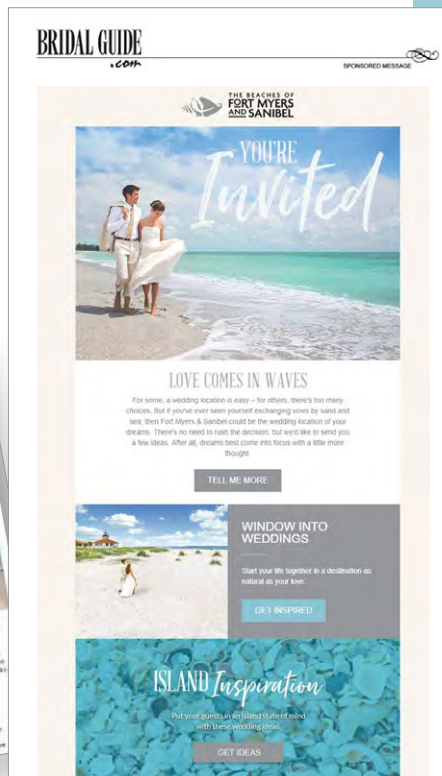 BRIDAL GUIDE
.com
SPONSORED MESSAGE
THE BEACHES OF
FORT MYERS
AND SANIBEL
YOU'RE
Invited
LOVE COMES IN WAVES
For some, a wedding location is easy – for others, there's too many
choices. But if you've ever seen yourself exchanging vows by sand and
sea, then Fort Myers & Sanibel could be the wedding location of your
dreams. There's no need to rush the decision, but we'd like to send you
a few ideas. After all, dreams best come into focus with a little more
thought.
TELL ME MORE
WINDOW INTO
WEDDINGS
Start your life together in a destination as
natural as your love.
GET INSPIRED
ISLAND Inspiration
Put your guests in an island state of mind
with these wedding ideas.
GET IDEAS